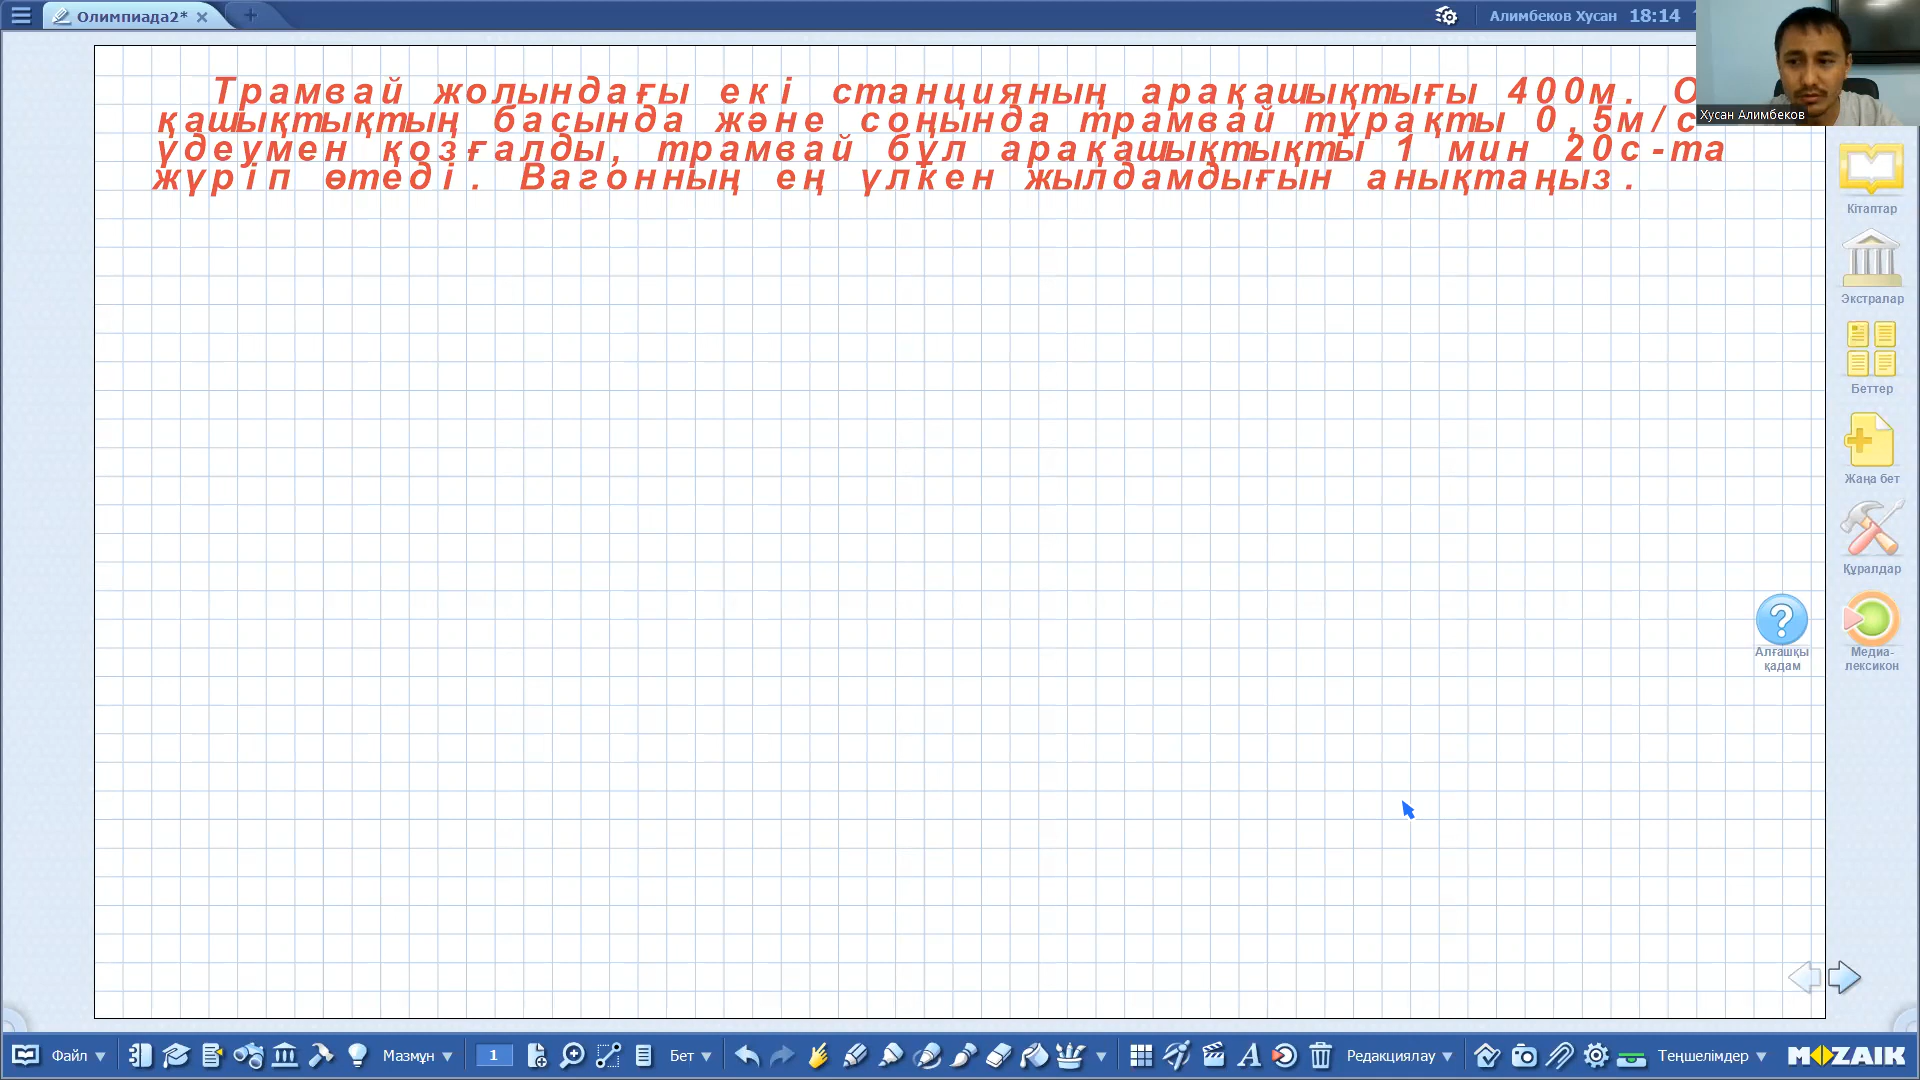 Олимпиада2*
Алимбеков Хусан 18:14
Трамвай жолындағы екі станцияның арақашықтығы 400м. О
қашықтықтың басында және соңында трамвай тұрақты 0,5м/с
үдеумен қозғалды, трамвай бұл арақашықтықты 1 мин 20с-та
жүріп өтеді. Вагонның ең үлкен жылдамдығын анықтаңыз.
Хусан Алимбеков
Кітаптар
Экстралар
Беттер
Жаңа бет
Құралдар
Алғашқы
қадам
Медиа-
лексикон
Файл Мазмұн 1 Бет Редакциялау Теңшелімдер MOZAIK